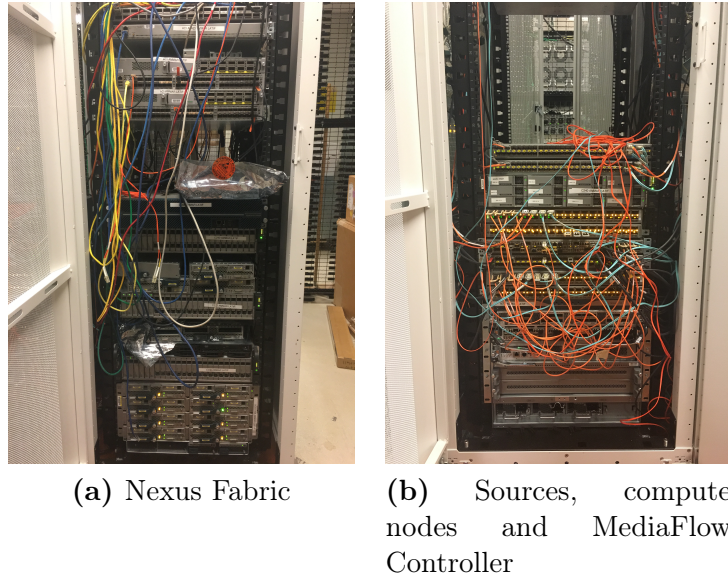 (a) Nexus Fabric
(b) Sources, compute
nodes and MediaFlow
Controller